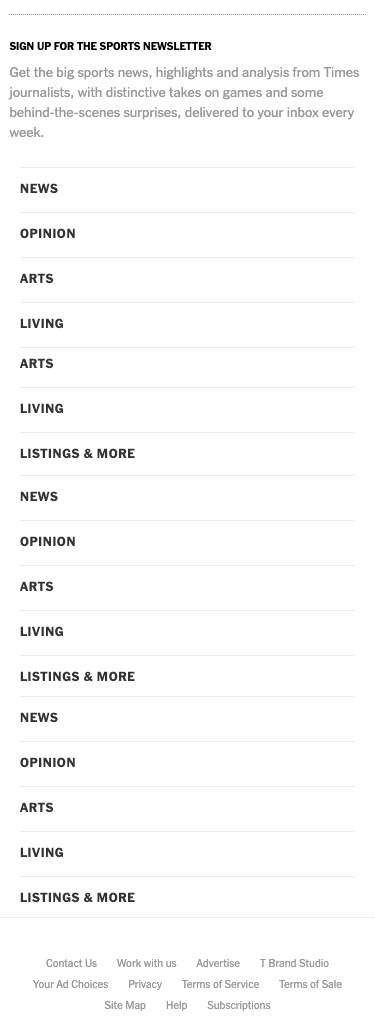 SIGN UP FOR THE SPORTS NEWSLETTER
Get the big sports news, highlights and analysis from Times
journalists, with distinctive takes on games and some
behind-the-scenes surprises, delivered to your inbox every
week.
NEWS
OPINION
ARTS
LIVING
ARTS
LIVING
LISTINGS & MORE
NEWS
OPINION
ARTS
LIVING
LISTINGS & MORE
NEWS
OPINION
ARTS
LIVING
LISTINGS & MORE
Contact Us Work with us Advertise T Brand Studio
Your Ad Choices Privacy Terms of Service Terms of Sale
Site Map Help Subscriptions